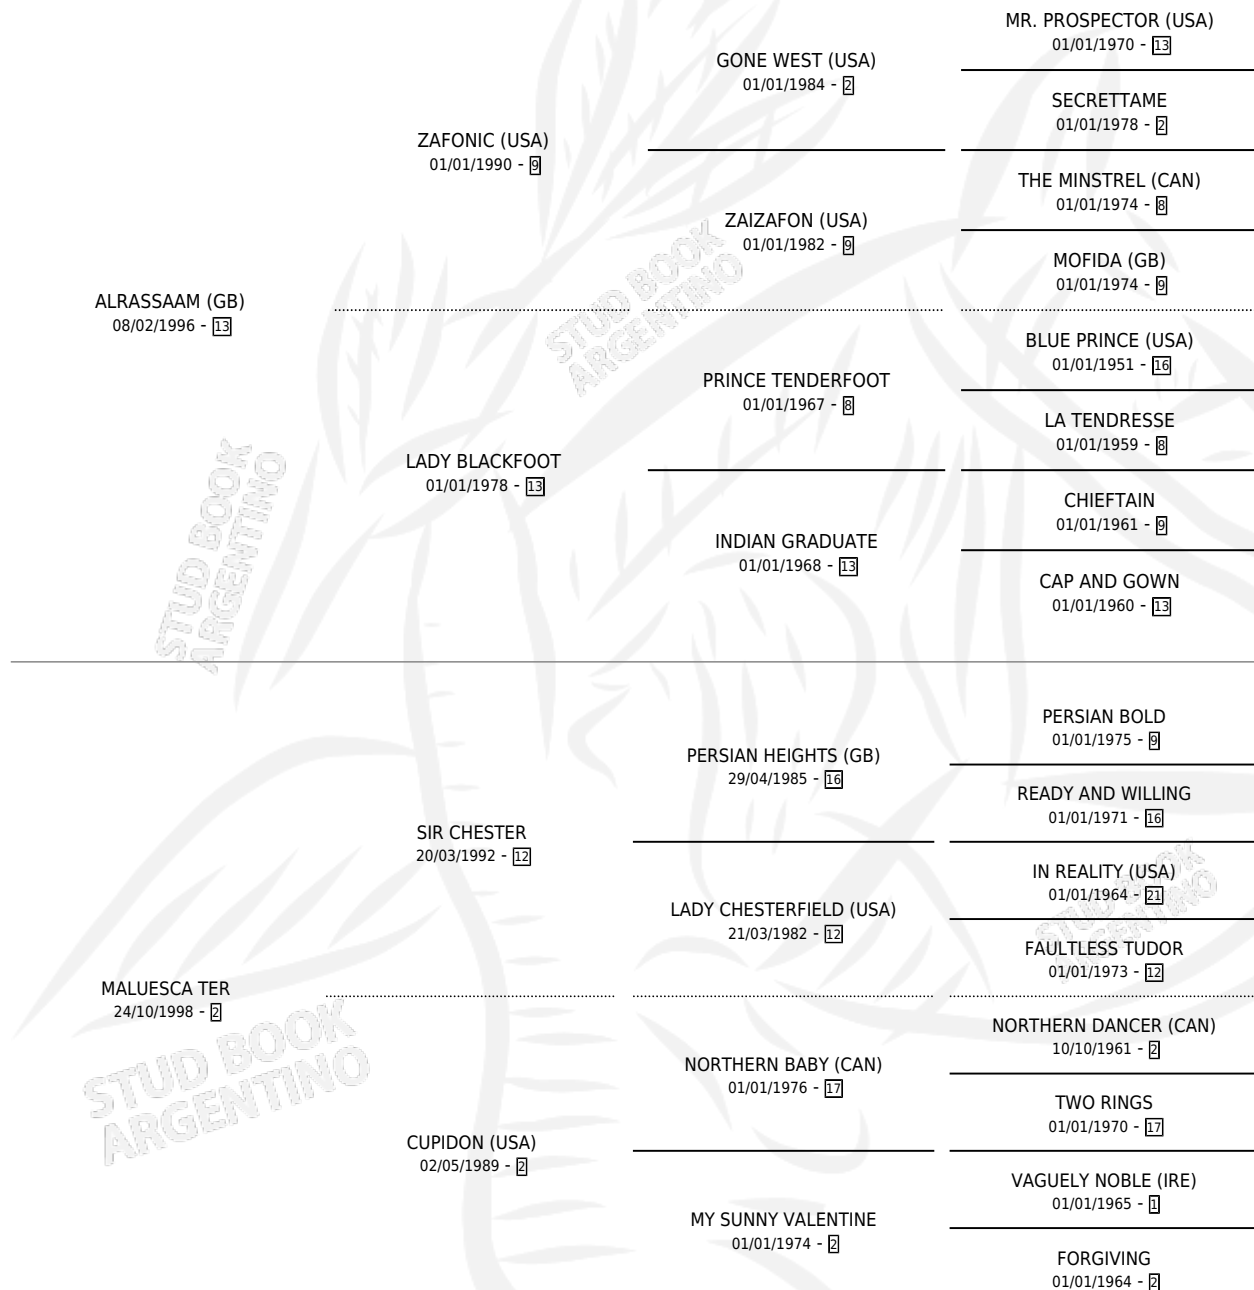 MR. PROSPECTOR (USA)
01/01/1970 - 13
GONE WEST (USA)
01/01/1984 - 2
SECRETTAME
01/01/1978 - 2
ZAFONIC (USA)
01/01/1990 - 9
THE MINSTREL (CAN)
01/01/1974 - 8
ZAIZAFON (USA)
01/01/1982 - 9
MOFIDA (GB)
01/01/1974 - 9
ALRASSAAM (GB)
08/02/1996 - 13
STUD BOOK
ARGENTINO
BLUE PRINCE (USA)
01/01/1951 - 16
PRINCE TENDERFOOT
01/01/1967 - 8
LA TENDRESSE
01/01/1959 - 8
LADY BLACKFOOT
01/01/1978 - 13
CHIEFTAIN
01/01/1961 - 9
INDIAN GRADUATE
01/01/1968 - 13
CAP AND GOWN
01/01/1960 - 13
STUD BOOK
ARGENTINO
PERSIAN BOLD
01/01/1975 - 9
PERSIAN HEIGHTS (GB)
29/04/1985 - 16
READY AND WILLING
01/01/1971 - 16
SIR CHESTER
20/03/1992 - 12
IN REALITY (USA)
01/01/1964 - 21
LADY CHESTERFIELD (USA)
21/03/1982 - 12
STUD BOOK
ARGENTINO
FAULTLESS TUDOR
01/01/1973 - 12
MALUESCA TER
24/10/1998 - 2
NORTHERN DANCER (CAN)
10/10/1961 - 2
NORTHERN BABY (CAN)
01/01/1976 - 17
TWO RINGS
01/01/1970 - 17
STUD BOOK
ARGENTINO
CUPIDON (USA)
02/05/1989 - 2
VAGUELY NOBLE (IRE)
01/01/1965 - 1
MY SUNNY VALENTINE
01/01/1974 - 2
FORGIVING
01/01/1964 - 2